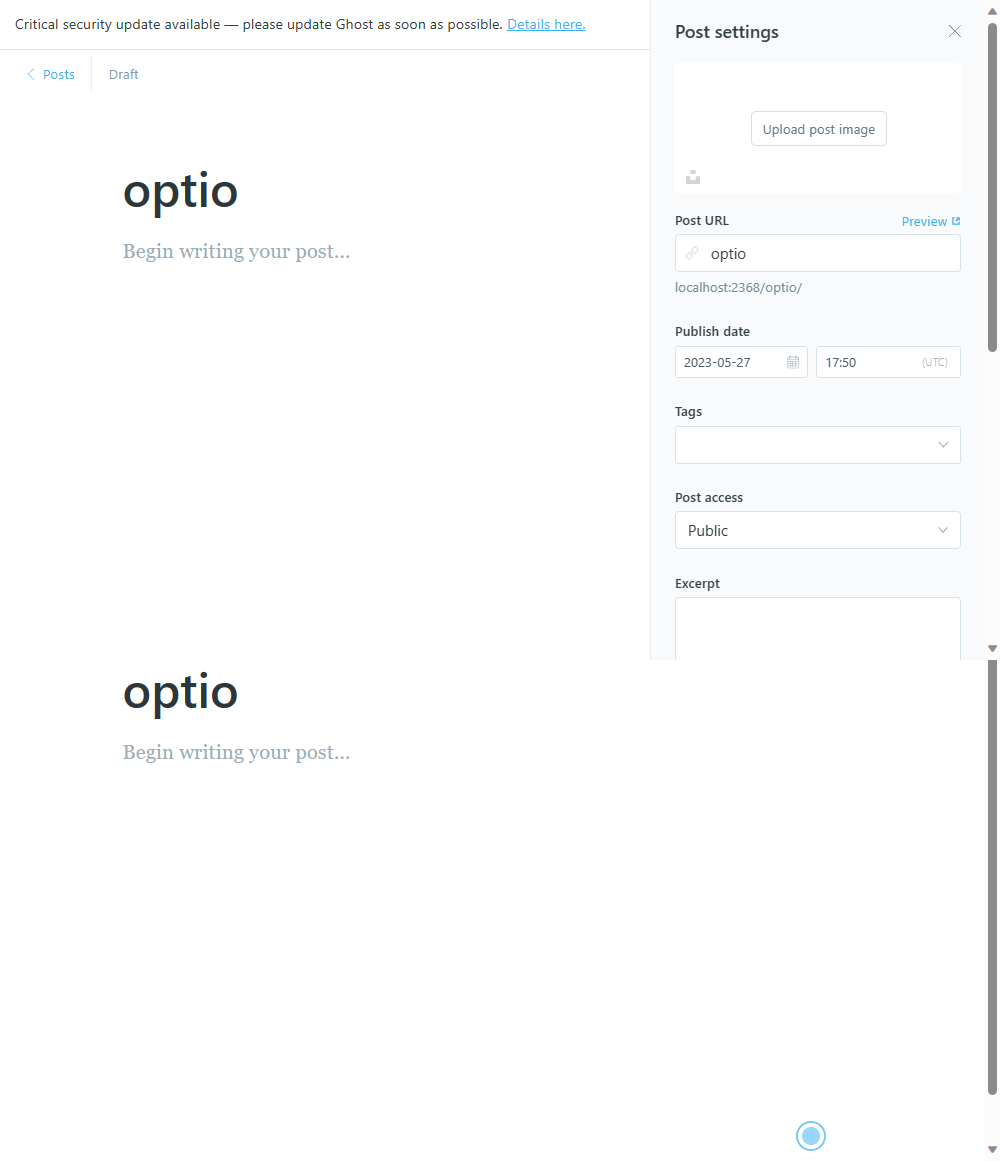 Critical security update available — please update Ghost as soon as possible. Details here.
Posts
Draft
optio
Begin writing your post...
Post settings
Upload post image
Post URL
Preview
optio
localhost:2368/optio/
Publish date
2023-05-27
17:50
(UTC)
Tags
Post access
Public
Excerpt
optio
Begin writing your post...